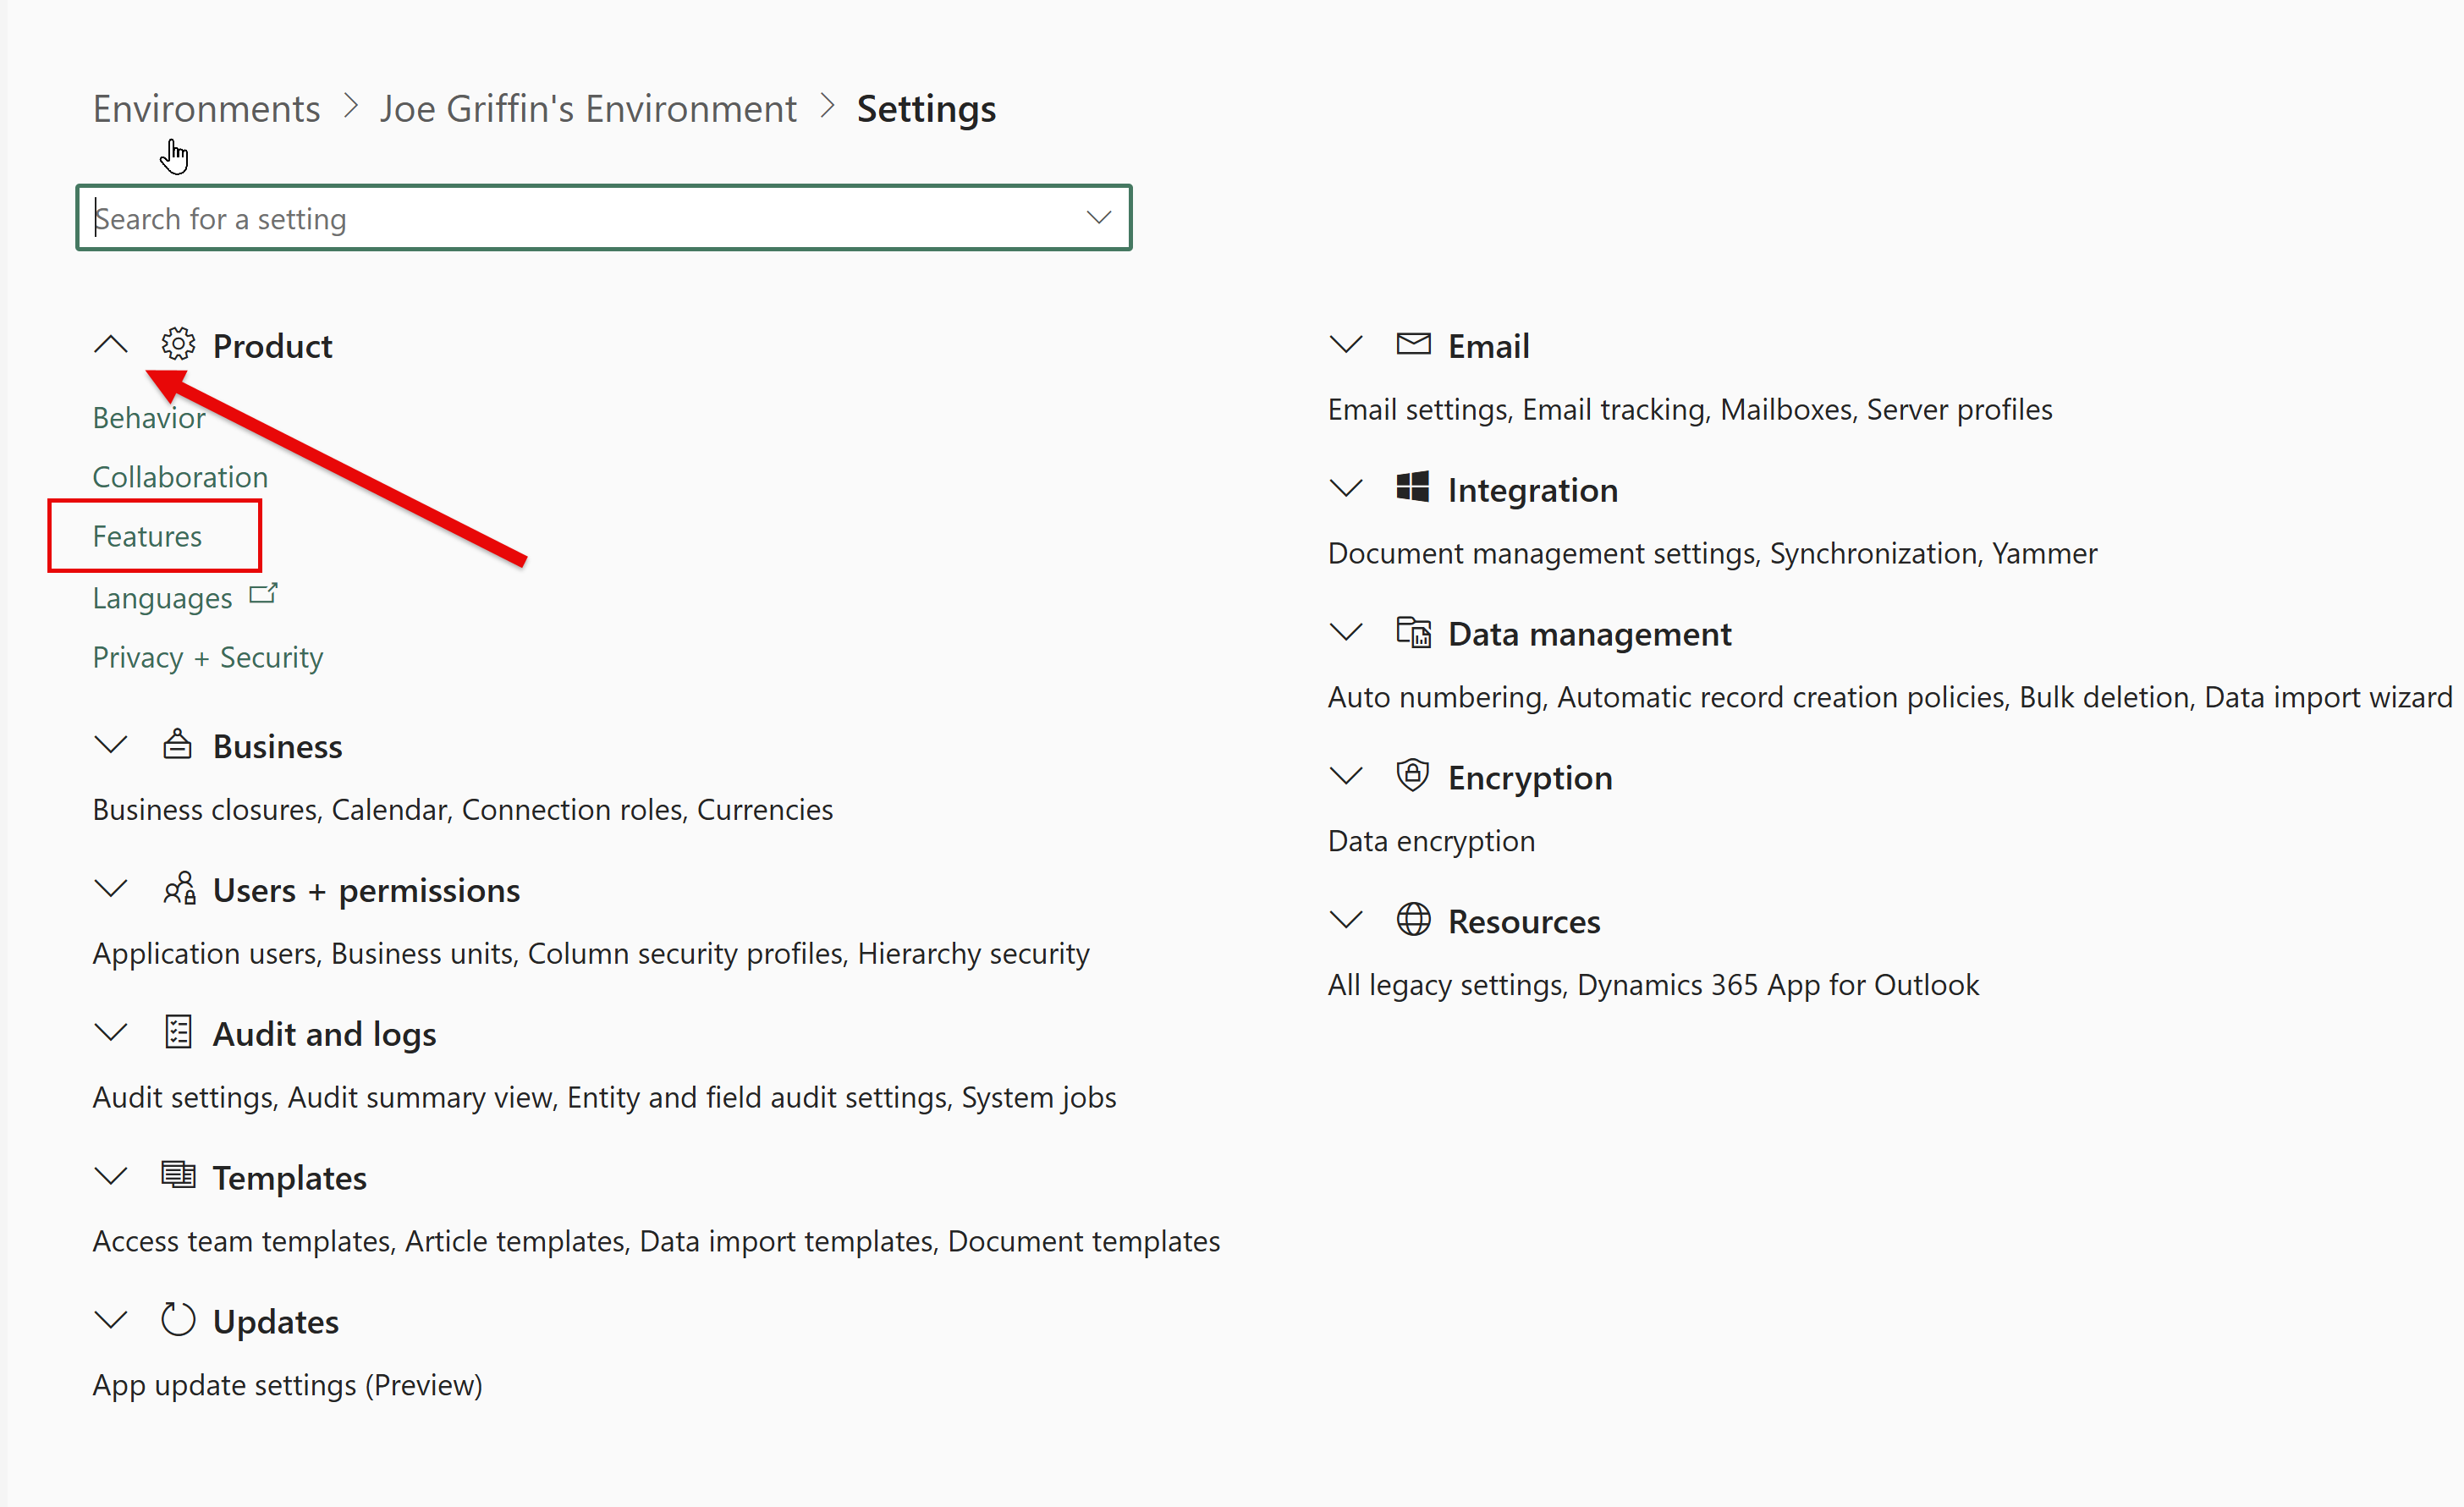 Environments > Joe Griffin's Environment > Settings
Search for a setting
Product
Behavior
Collaboration
Features
Languages
Privacy + Security
Business
Business closures, Calendar, Connection roles, Currencies
Users + permissions
Application users, Business units, Column security profiles, Hierarchy security
Audit and logs
Audit settings, Audit summary view, Entity and field audit settings, System jobs
Templates
Access team templates, Article templates, Data import templates, Document templates
Updates
App update settings (Preview)
Email
Email settings, Email tracking, Mailboxes, Server profiles
Integration
Document management settings, Synchronization, Yammer
Data management
Auto numbering, Automatic record creation policies, Bulk deletion, Data import wizard
Encryption
Data encryption
Resources
All legacy settings, Dynamics 365 App for Outlook